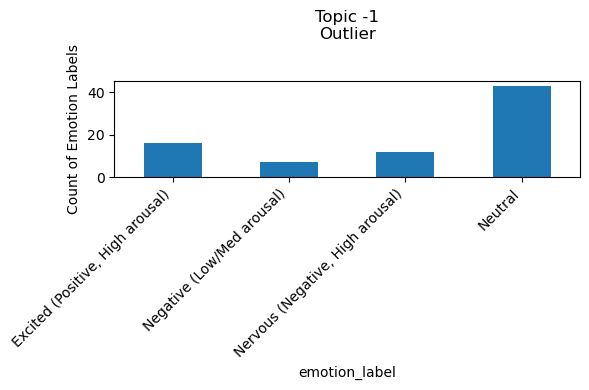 Topic -1
Outlier
Count of Emotion Labels
40
20
0
Excited (Positive, High arousal)
Negative (Low/Med arousal)
Nervous (Negative, High arousal)
Neutral
emotion_label